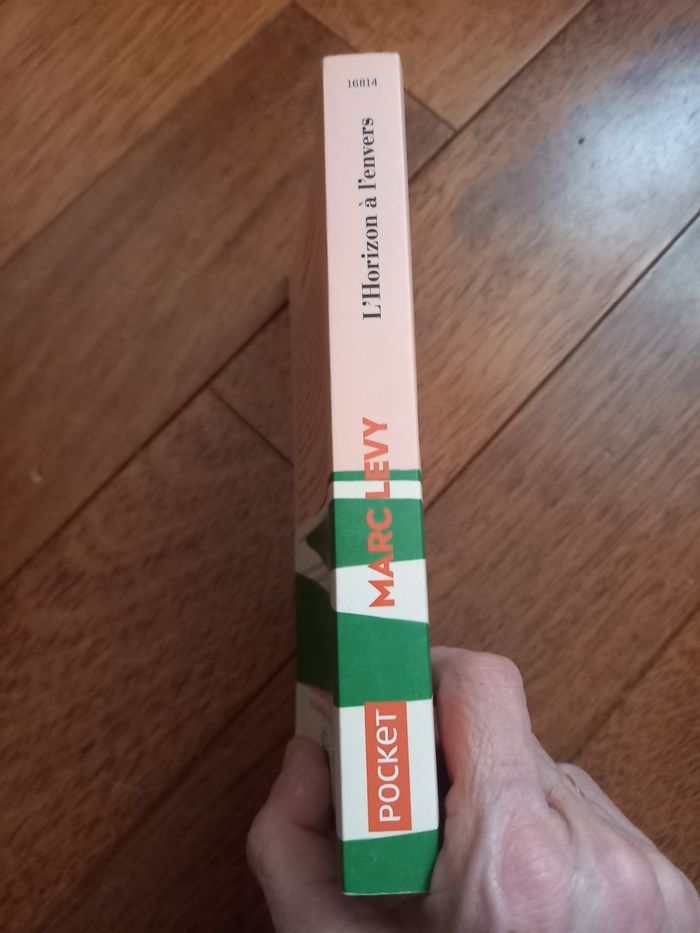 16814
L'Horizon à l'envers
MARC LEVY
POCKET